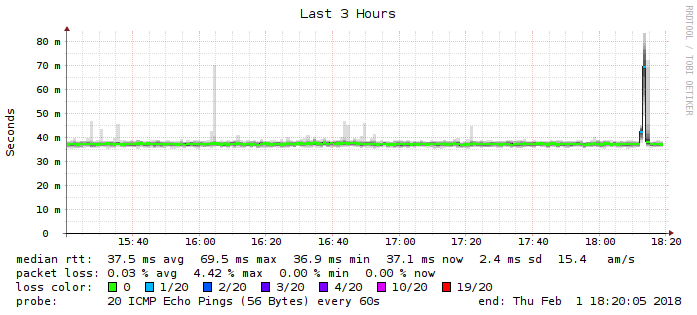 Last 3 Hours
RRDTOOL / TOBI OETIKER
Seconds
80 m
70 m
60 m
50 m
40 m
30 m
20 m
10 m
0
15:40 16:00 16:20 16:40 17:00 17:20 17:40 18:00 18:20
median rtt: 37.5 ms avg 69.5 ms max 36.9 ms min 37.1 ms now 2.4 ms sd 15.4 am/s
packet loss: 0.03 % avg 4.42 % max 0.00 % min 0.00 % now
loss color: 0 1/20 2/20 3/20 4/20 10/20 19/20
probe: 20 ICMP Echo Pings (56 Bytes) every 60s end: Thu Feb 1 18:20:05 2018